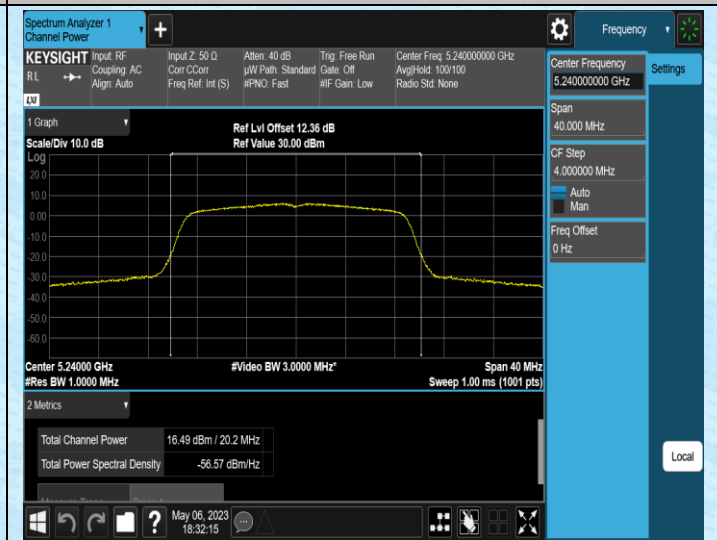 Spectrum Analyzer 1
Channel Power
+
Frequency
KEYSIGHT
RL
LXI
Input: RF
Coupling: AC
Align: Auto
Input Z: 50 Ω
Corr CCorr
Freq Ref: Int (S)
Atten: 40 dB
µW Path: Standard
#PNO: Fast
Trig: Free Run
Gate: Off
#IF Gain: Low
Center Freq: 5.240000000 GHz
Avg|Hold: 100/100
Radio Std: None
1 Graph
Scale/Div 10.0 dB
Ref Lvl Offset 12.36 dB
Ref Value 30.00 dBm
Log
20.0
10.0
0.00
-10.0
-20.0
-30.0
-40.0
-50.0
-60.0
Center 5.24000 GHz
#Res BW 1.0000 MHz
#Video BW 3.0000 MHz*
Span 40 MHz
Sweep 1.00 ms (1001 pts)
2 Metrics
Total Channel Power 16.49 dBm / 20.2 MHz
Total Power Spectral Density -56.57 dBm/Hz
Center Frequency
5.240000000 GHz
Span
40.000 MHz
CF Step
4.000000 MHz
Auto
Man
Freq Offset
0 Hz
Settings
Local
?
May 06, 2023
18:32:15